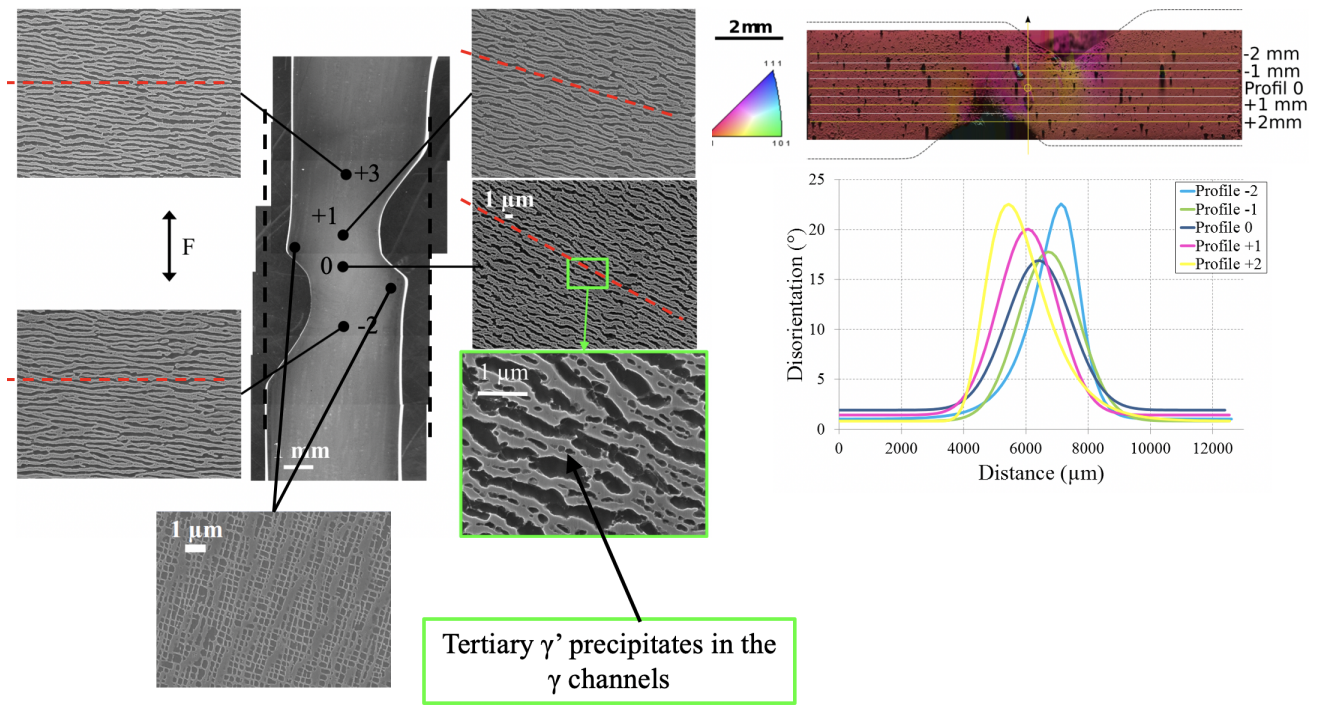 +3
+1
0
-2
F
1 mm
1 µm
1 µm
1 µm
Tertiary γ’ precipitates in the
γ channels
2mm
111
101
-2 mm
-1 mm
Profil 0
+1 mm
+2mm
25
20
15
10
5
0
Disorientation (°)
0
2000
4000
6000
8000
10000
12000
Distance (µm)
Profile -2
Profile -1
Profile 0
Profile +1
Profile +2